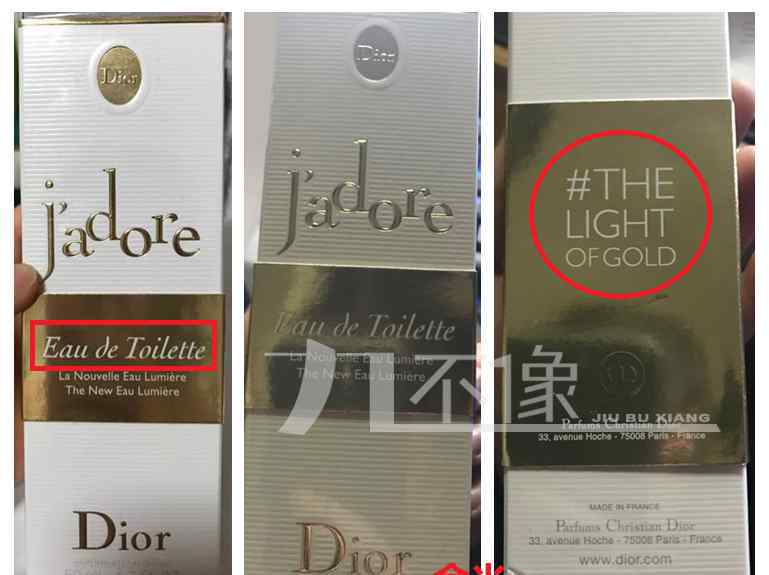 Dior
j'adore
Eau de Toilette
La Nouvelle Eau Lumière
The New Eau Lumière
Dior
Dior
j'adore
Eau de Toilette
La Nouvelle Eau Lumière
The New Eau Lumière
Dior
#THE
LIGHT
OF GOLD
Parfums Christian Dior
33, avenue Hoche - 75008 Paris - France
MADE IN FRANCE
Parfums Christian Dior
33, avenue Hoche - 75008 Paris - France
www.dior.com
不像
JIU BU XIANG